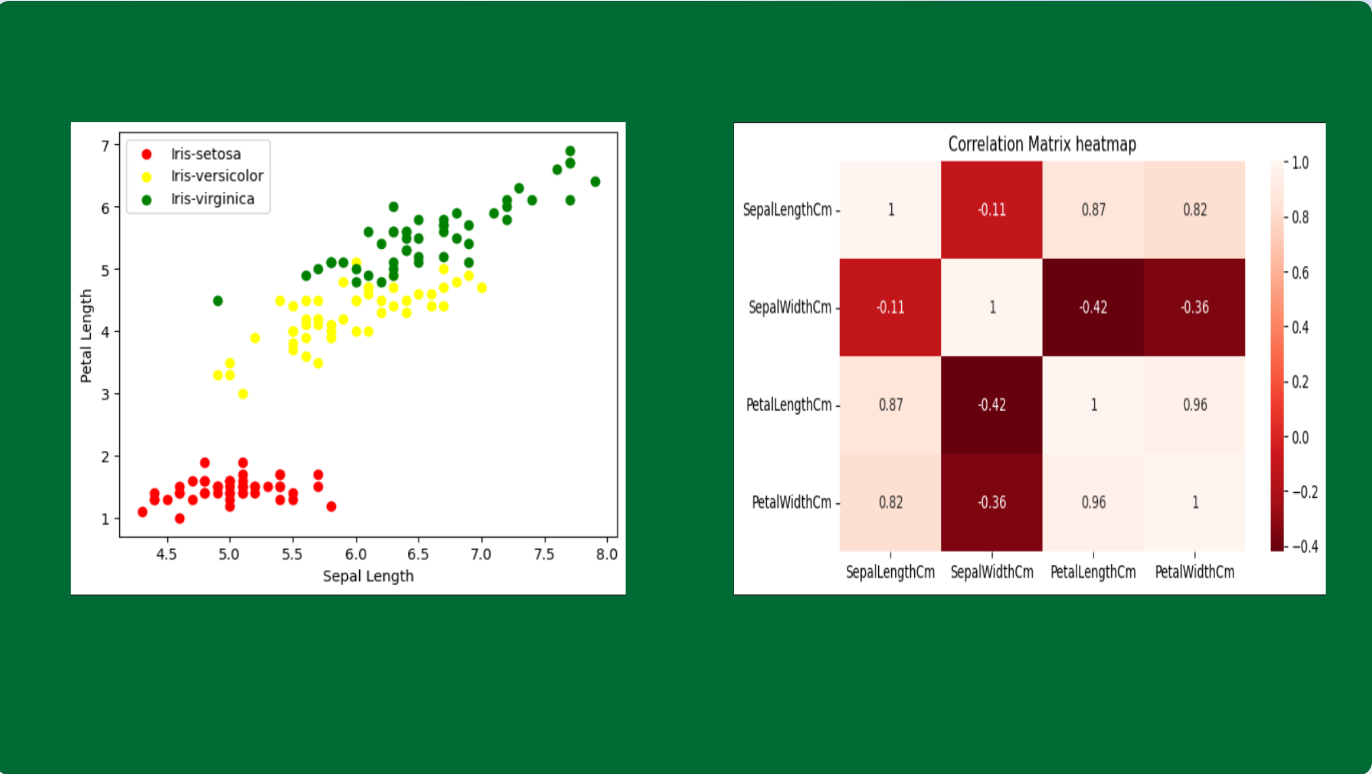 Iris-setosa
Iris-versicolor
Iris-virginica
7
6
5
4
3
2
1
Petal Length
4.5 5.0 5.5 6.0 6.5 7.0 7.5 8.0
Sepal Length
Correlation Matrix heatmap
SepalLengthCm 1 -0.11 0.87 0.82
SepalWidthCm -0.11 1 -0.42 -0.36
PetalLengthCm 0.87 -0.42 1 0.96
PetalWidthCm 0.82 -0.36 0.96 1
SepalLengthCm SepalWidthCm PetalLengthCm PetalWidthCm
1.0
0.8
0.6
0.4
0.2
0.0
−0.2
−0.4